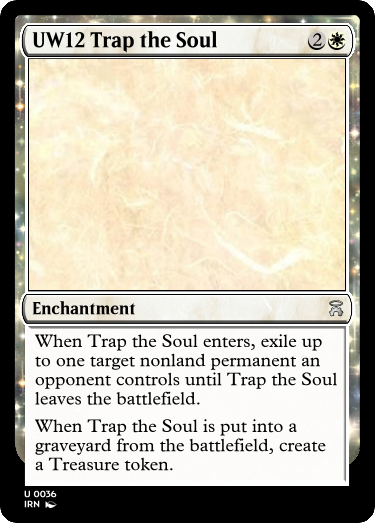 UW12 Trap the Soul 2
Enchantment
When Trap the Soul enters, exile up
to one target nonland permanent an
opponent controls until Trap the Soul
leaves the battlefield.
When Trap the Soul is put into a
graveyard from the battlefield, create
a Treasure token.
U 0036
IRN